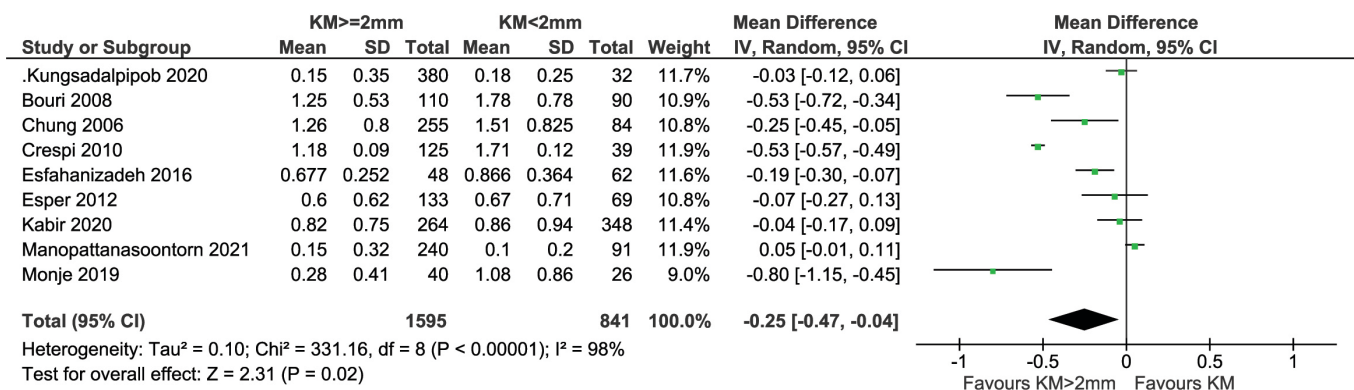 KM>=2mm KM<2mm Mean Difference Mean Difference
Study or Subgroup Mean SD Total Mean SD Total Weight IV, Random, 95% CI IV, Random, 95% CI
.Kungsadalpipob 2020 0.15 0.35 380 0.18 0.25 32 11.7% -0.03 [-0.12, 0.06]
Bouri 2008 1.25 0.53 110 1.78 0.78 90 10.9% -0.53 [-0.72, -0.34]
Chung 2006 1.26 0.8 255 1.51 0.825 84 10.8% -0.25 [-0.45, -0.05]
Crespi 2010 1.18 0.09 125 1.71 0.12 39 11.9% -0.53 [-0.57, -0.49]
Esfahanizadeh 2016 0.677 0.252 48 0.866 0.364 62 11.6% -0.19 [-0.30, -0.07]
Esper 2012 0.6 0.62 133 0.67 0.71 69 10.8% -0.07 [-0.27, 0.13]
Kabir 2020 0.82 0.75 264 0.86 0.94 348 11.4% -0.04 [-0.17, 0.09]
Manopattanasoontorn 2021 0.15 0.32 240 0.1 0.2 91 11.9% 0.05 [-0.01, 0.11]
Monje 2019 0.28 0.41 40 1.08 0.86 26 9.0% -0.80 [-1.15, -0.45]
Total (95% CI) 1595 841 100.0% -0.25 [-0.47, -0.04]
Heterogeneity: Tau² = 0.10; Chi² = 331.16, df = 8 (P < 0.00001); I² = 98%
Test for overall effect: Z = 2.31 (P = 0.02)
-1 -0.5 0 0.5 1
Favours KM>2mm Favours KM